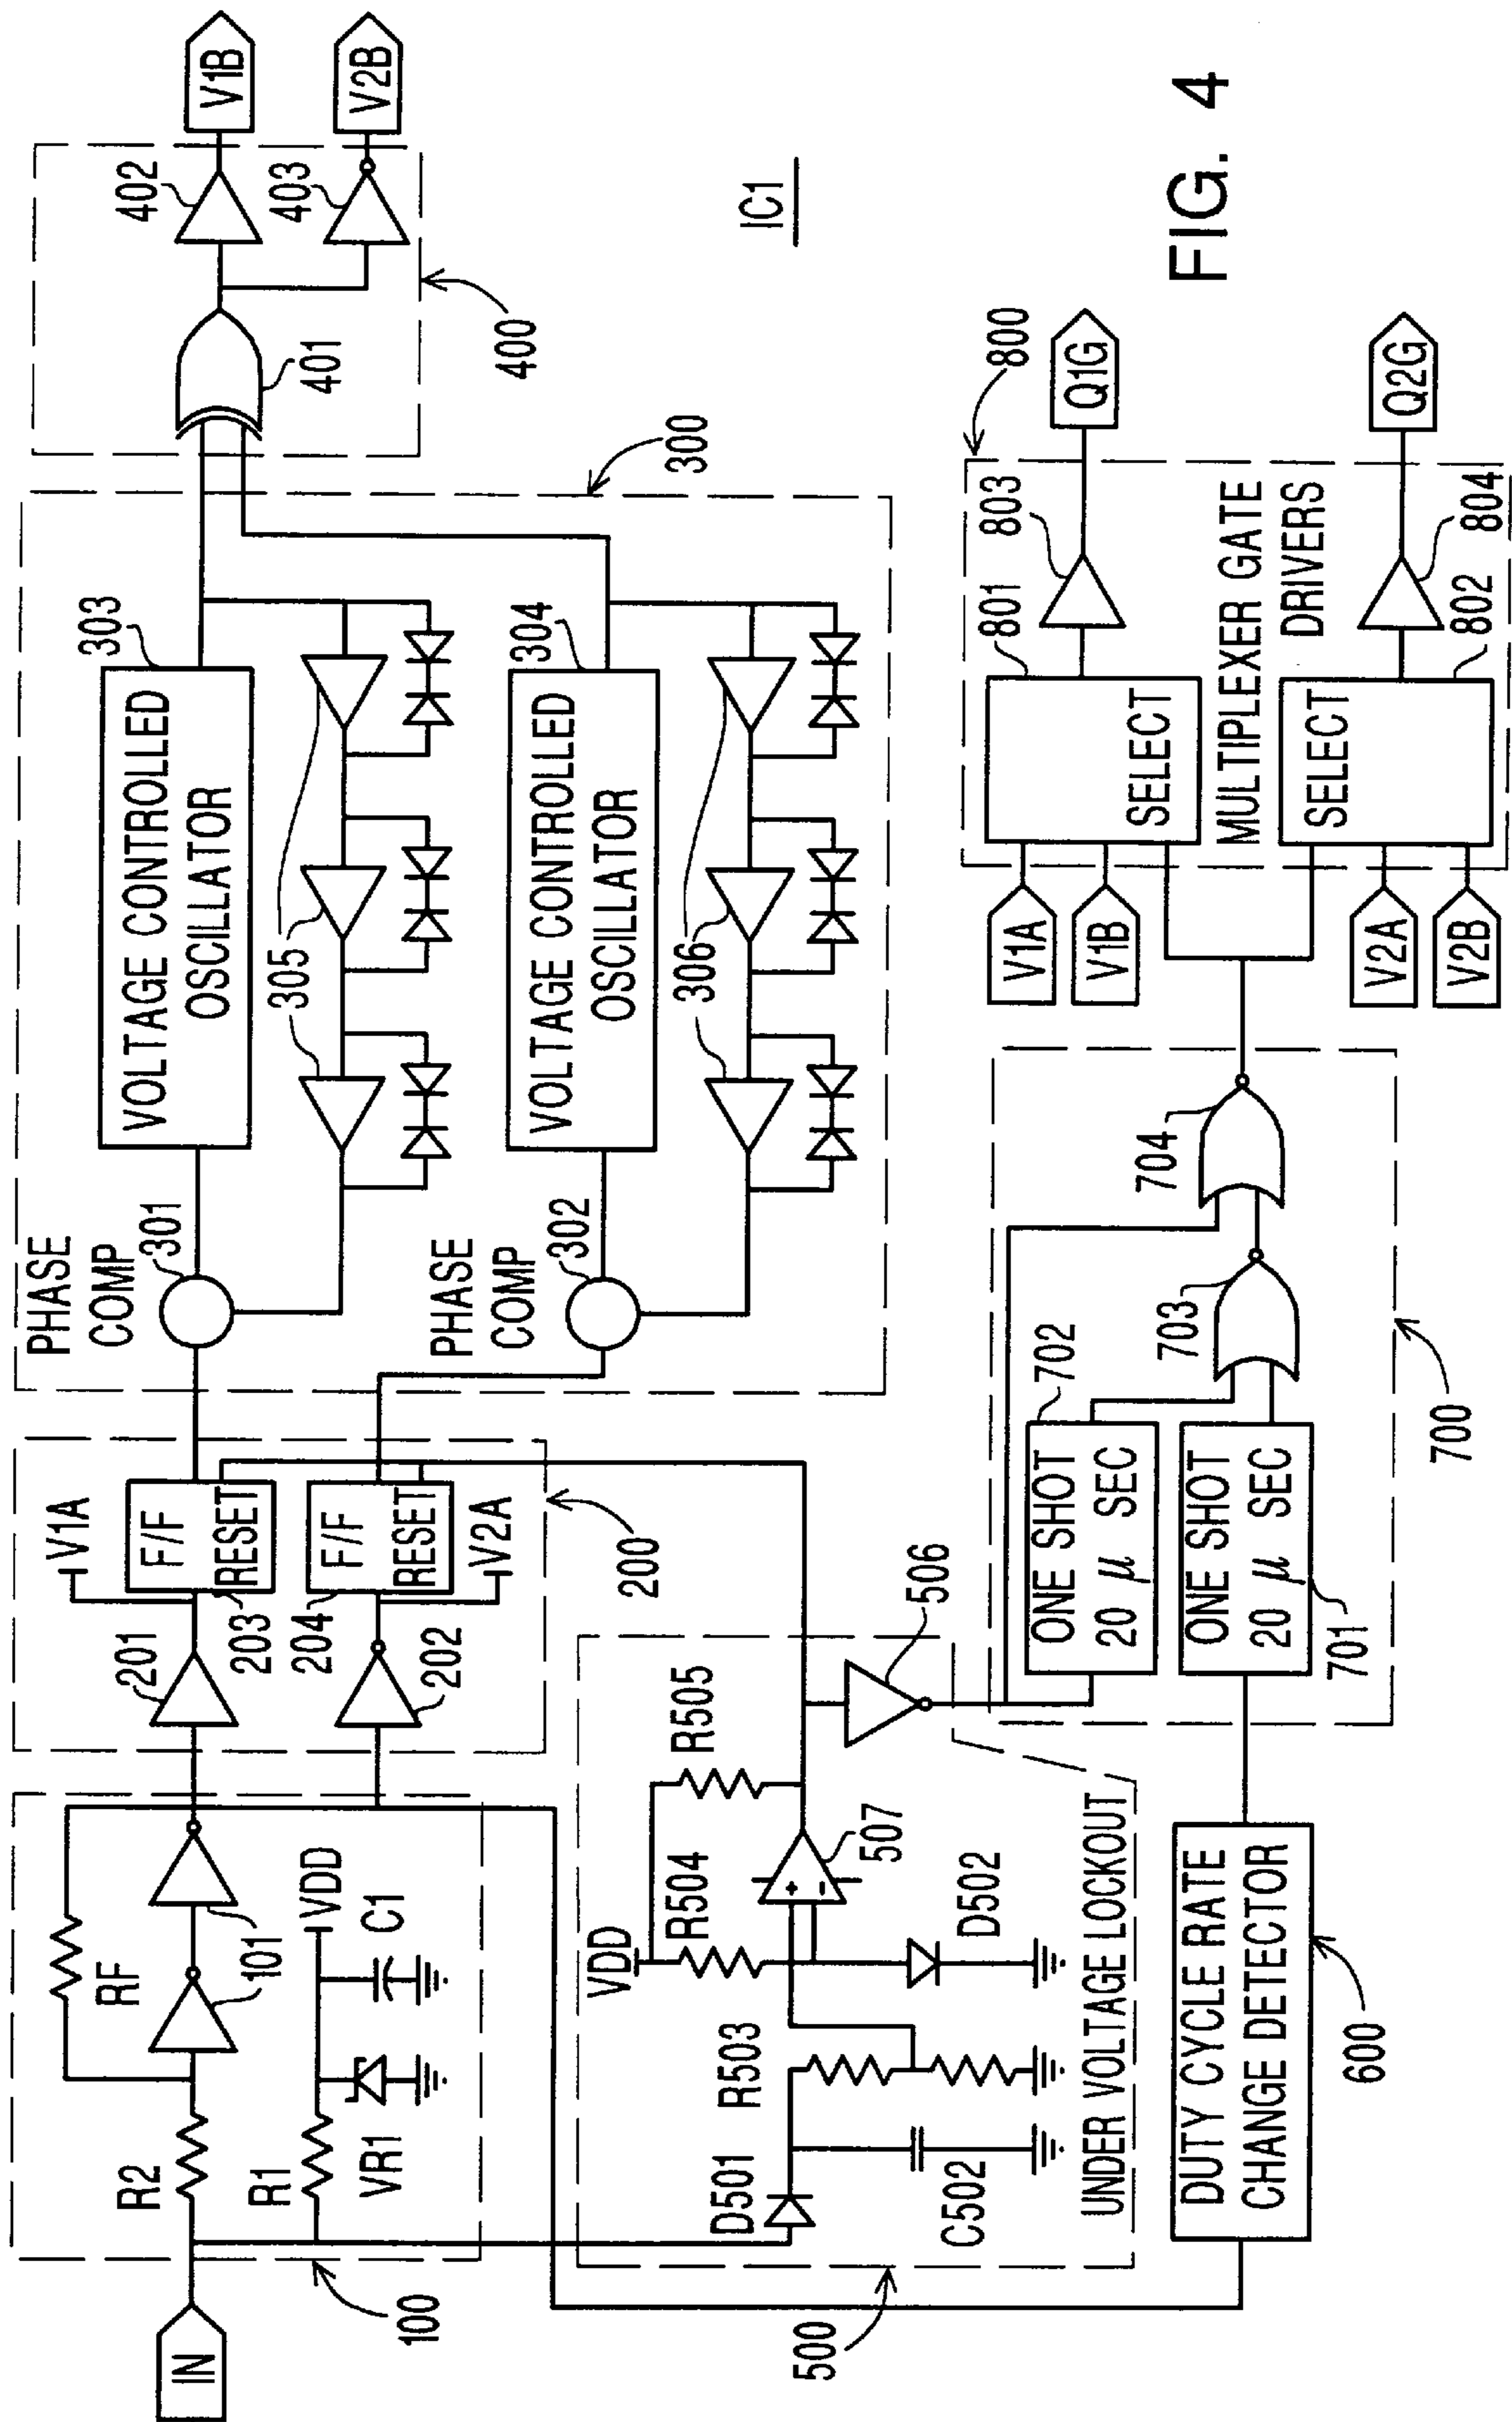 IN
100
R2
RF
101
101
R1
VR1
VDD
C1
201
V1A
F/F
RESET
203
204
F/F
RESET
202
V2A
200
PHASE
COMP
301
VOLTAGE CONTROLLED
OSCILLATOR
303
305
PHASE
COMP
302
VOLTAGE CONTROLLED
OSCILLATOR
304
306
300
401
402
403
400
V1B
V2B
IC1
500
D501
C502
R503
VDD
R504
R505
507
D502
506
UNDER VOLTAGE LOCKOUT
DUTY CYCLE RATE
CHANGE DETECTOR
600
ONE SHOT
20 μ SEC
702
ONE SHOT
20 μ SEC
701
703
704
700
V1A
V1B
V2A
V2B
801
SELECT
803
MULTIPLEXER GATE
DRIVERS
SELECT
802
804
800
Q1G
Q2G
FIG. 4